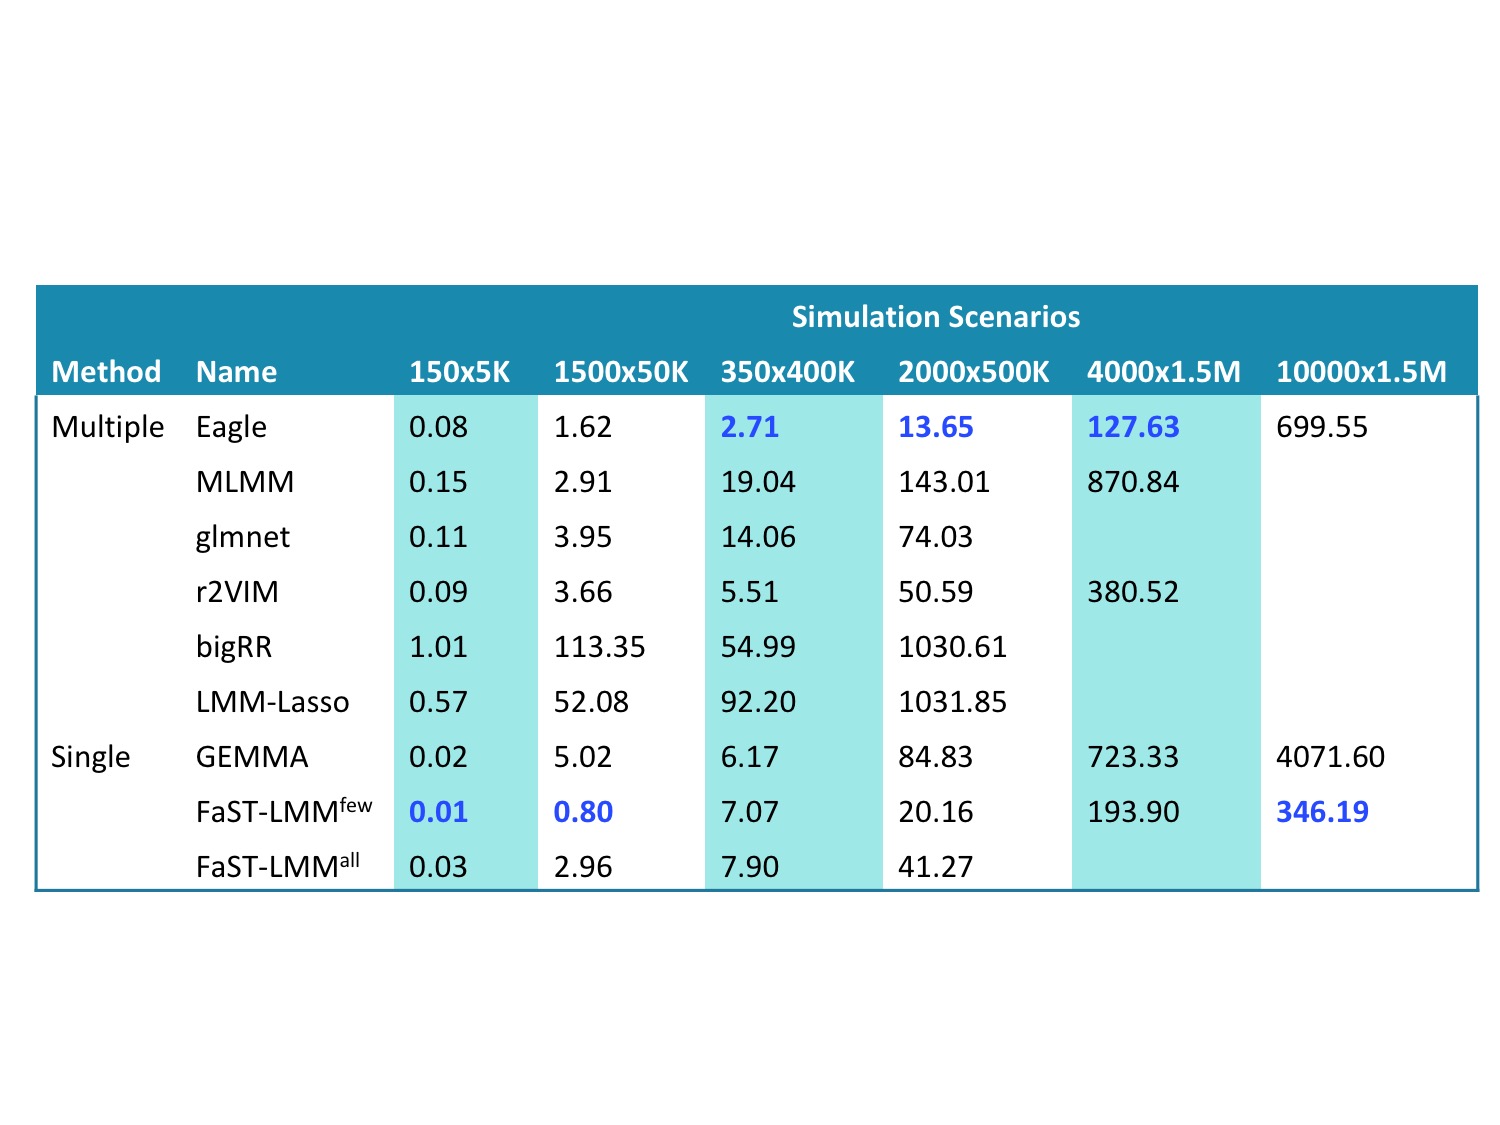 Simulation Scenarios
Method Name 150x5K 1500x50K 350x400K 2000x500K 4000x1.5M 10000x1.5M
Multiple Eagle 0.08 1.62 2.71 13.65 127.63 699.55
MLMM 0.15 2.91 19.04 143.01 870.84
glmnet 0.11 3.95 14.06 74.03
r2VIM 0.09 3.66 5.51 50.59 380.52
bigRR 1.01 113.35 54.99 1030.61
LMM-Lasso 0.57 52.08 92.20 1031.85
Single GEMMA 0.02 5.02 6.17 84.83 723.33 4071.60
FaST-LMMfew 0.01 0.80 7.07 20.16 193.90 346.19
FaST-LMMall 0.03 2.96 7.90 41.27